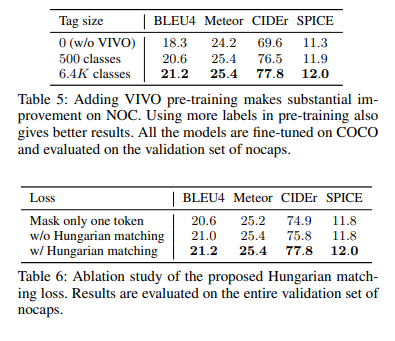 Tag size BLEU4 Meteor CIDEr SPICE
0 (w/o VIVO) 18.3 24.2 69.6 11.3
500 classes 20.6 25.4 76.5 11.9
6.4K classes 21.2 25.4 77.8 12.0
Table 5: Adding VIVO pre-training makes substantial im-
provement on NOC. Using more labels in pre-training also
gives better results. All the models are fine-tuned on COCO
and evaluated on the validation set of nocaps.
Loss BLEU4 Meteor CIDEr SPICE
Mask only one token 20.6 25.2 74.9 11.8
w/o Hungarian matching 21.0 25.4 75.8 11.8
w/ Hungarian matching 21.2 25.4 77.8 12.0
Table 6: Ablation study of the proposed Hungarian match-
ing loss. Results are evaluated on the entire validation set of
nocaps.